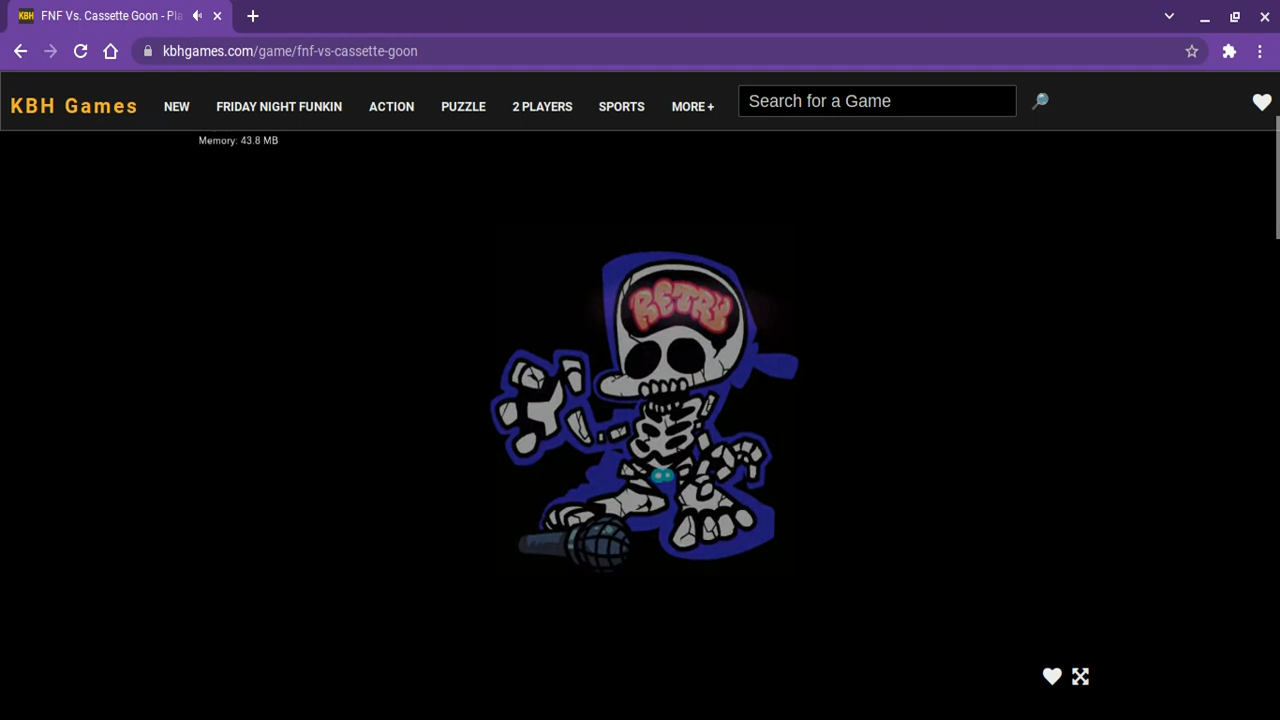 KBH FNF Vs. Cassette Goon - Pla
kbhgames.com/game/fnf-vs-cassette-goon
KBH Games NEW FRIDAY NIGHT FUNKIN ACTION PUZZLE 2 PLAYERS SPORTS MORE + Search for a Game
Memory: 43.8 MB
RETRY